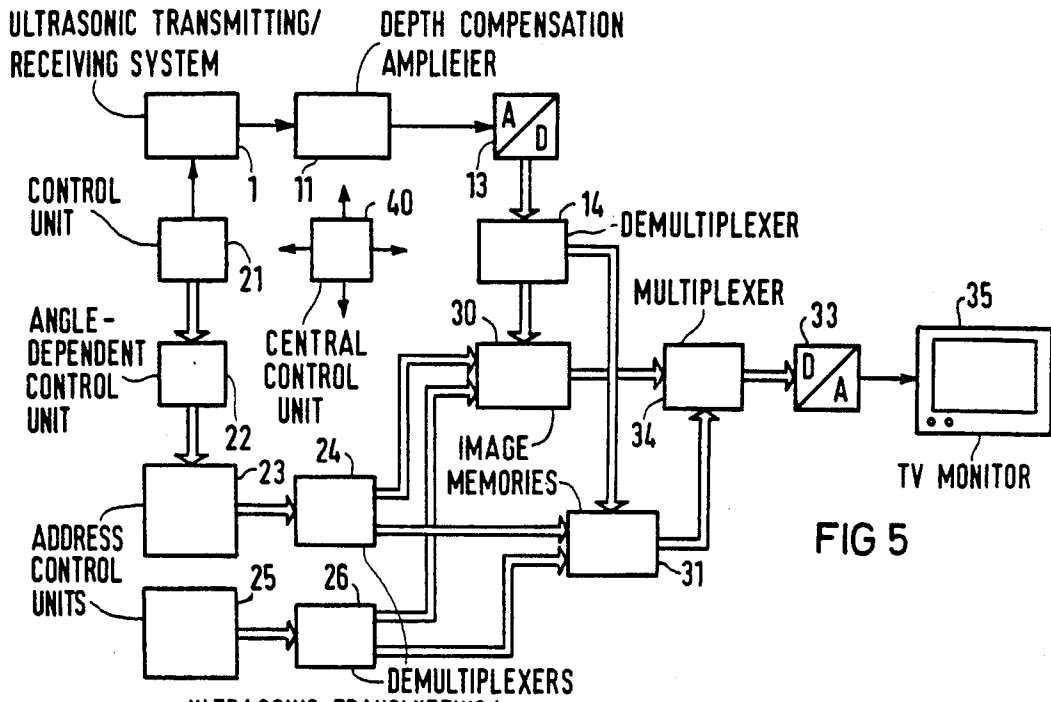 ULTRASONIC TRANSMITTING/
RECEIVING SYSTEM
DEPTH COMPENSATION
AMPLIEIER
A
D
1
11
13
CONTROL
UNIT
21
40
14
DEMULTIPLEXER
ANGLE-
DEPENDENT
CONTROL
UNIT
22
CENTRAL
CONTROL
UNIT
30
MULTIPLEXER
34
33
D
A
35
TV MONITOR
23
24
IMAGE
MEMORIES
31
FIG 5
ADDRESS
CONTROL
UNITS
25
26
DEMULTIPLEXERS